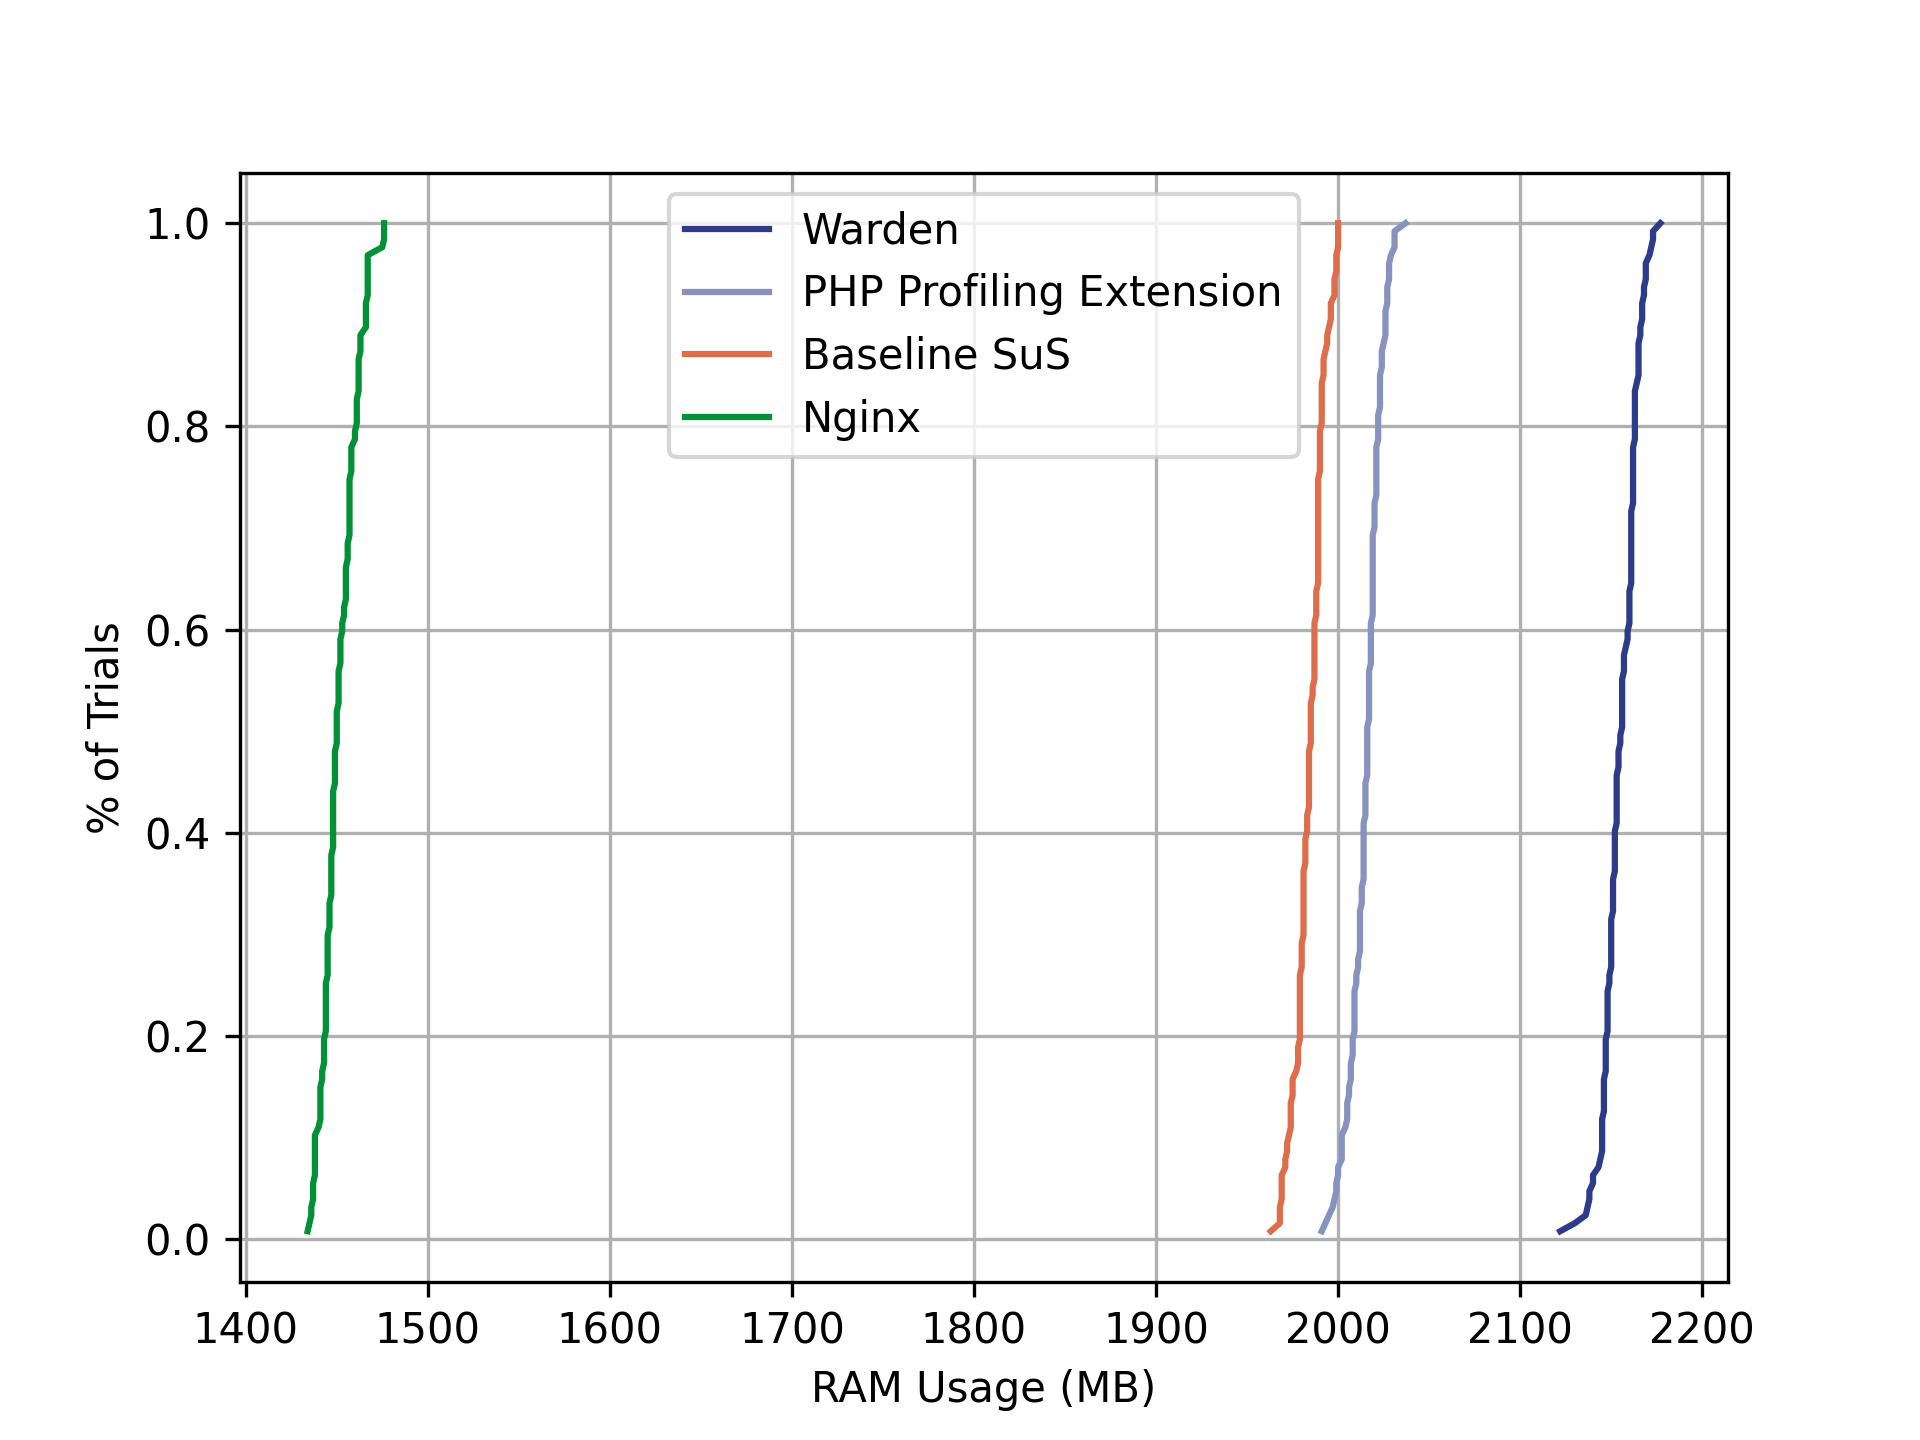 Warden
PHP Profiling Extension
Baseline SuS
Nginx
1.0
0.8
0.6
0.4
0.2
0.0
% of Trials
1400 1500 1600 1700 1800 1900 2000 2100 2200
RAM Usage (MB)